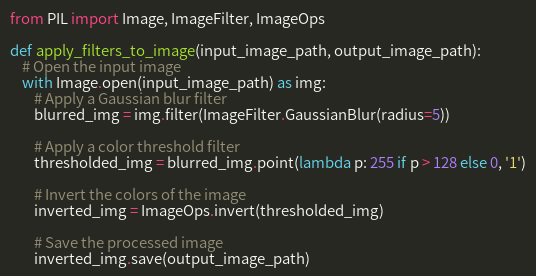 from PIL import Image, ImageFilter, ImageOps

def apply_filters_to_image(input_image_path, output_image_path):
    # Open the input image
    with Image.open(input_image_path) as img:
        # Apply a Gaussian blur filter
        blurred_img = img.filter(ImageFilter.GaussianBlur(radius=5))

        # Apply a color threshold filter
        thresholded_img = blurred_img.point(lambda p: 255 if p > 128 else 0, '1')

        # Invert the colors of the image
        inverted_img = ImageOps.invert(thresholded_img)

        # Save the processed image
        inverted_img.save(output_image_path)